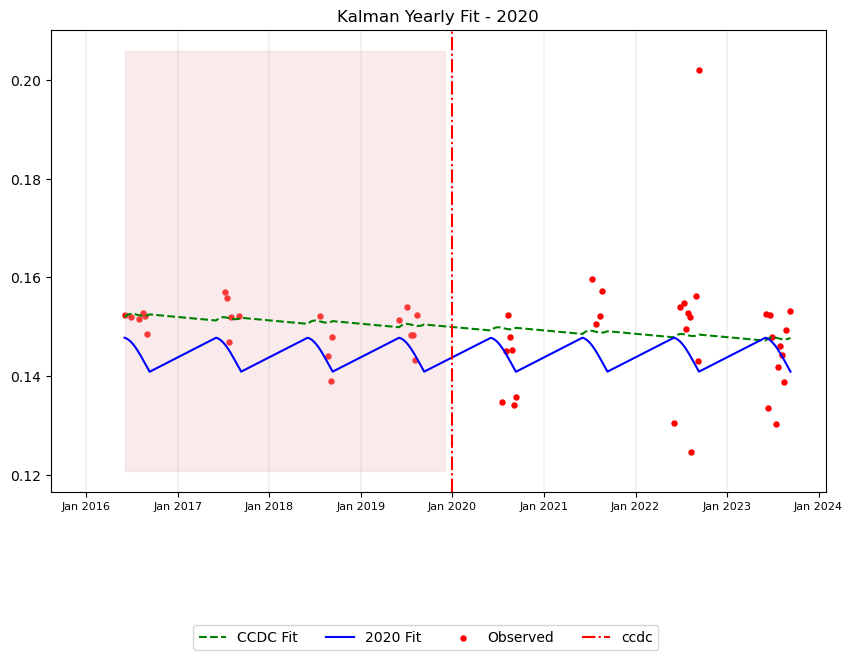 Kalman Yearly Fit - 2020
0.20
0.18
0.16
0.14
0.12
Jan 2016 Jan 2017 Jan 2018 Jan 2019 Jan 2020 Jan 2021 Jan 2022 Jan 2023 Jan 2024
CCDC Fit 2020 Fit Observed ccdc